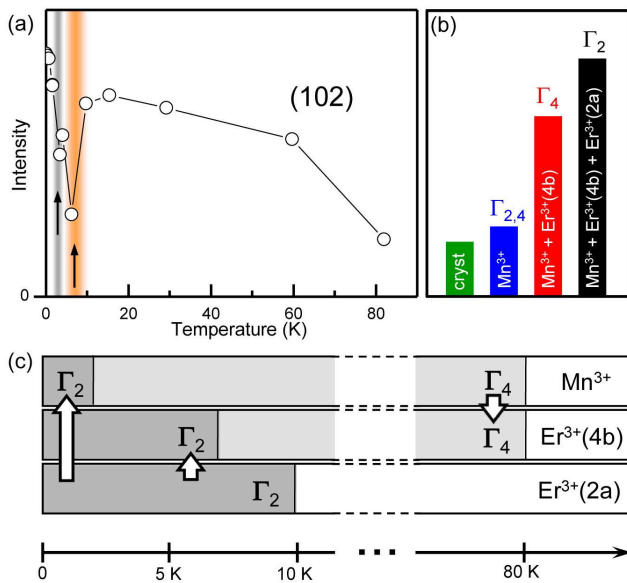 (a)
(102)
Intensity
0
0
20
40
60
80
Temperature (K)
(b)
Γ2
Γ4
Γ2,4
cryst
Mn3+
Mn3+ + Er3+(4b)
Mn3+ + Er3+(4b) + Er3+(2a)
(c)
Γ2
Γ4
Mn3+
Γ2
Γ4
Er3+(4b)
Γ2
Er3+(2a)
0
5 K
10 K
80 K